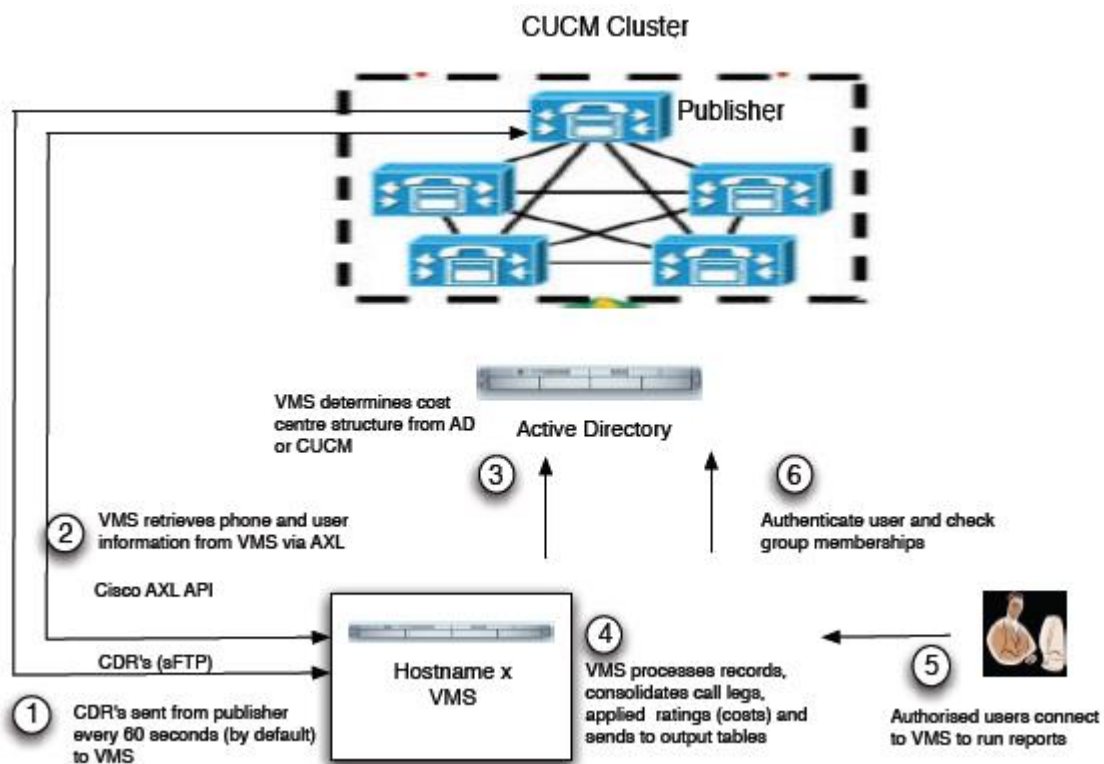 CUCM Cluster
Publisher
VMS determines cost
centre structure from AD
or CUCM
Active Directory
3
6
2
VMS retrieves phone and user
information from VMS via AXL
Authenticate user and check
group memberships
Cisco AXL API
CDR's (sFTP)
Hostname x
VMS
4
VMS processes records,
consolidates call legs,
applied ratings (costs) and
sends to output tables
5
Authorised users connect
to VMS to run reports
1
CDR's sent from publisher
every 60 seconds (by default)
to VMS